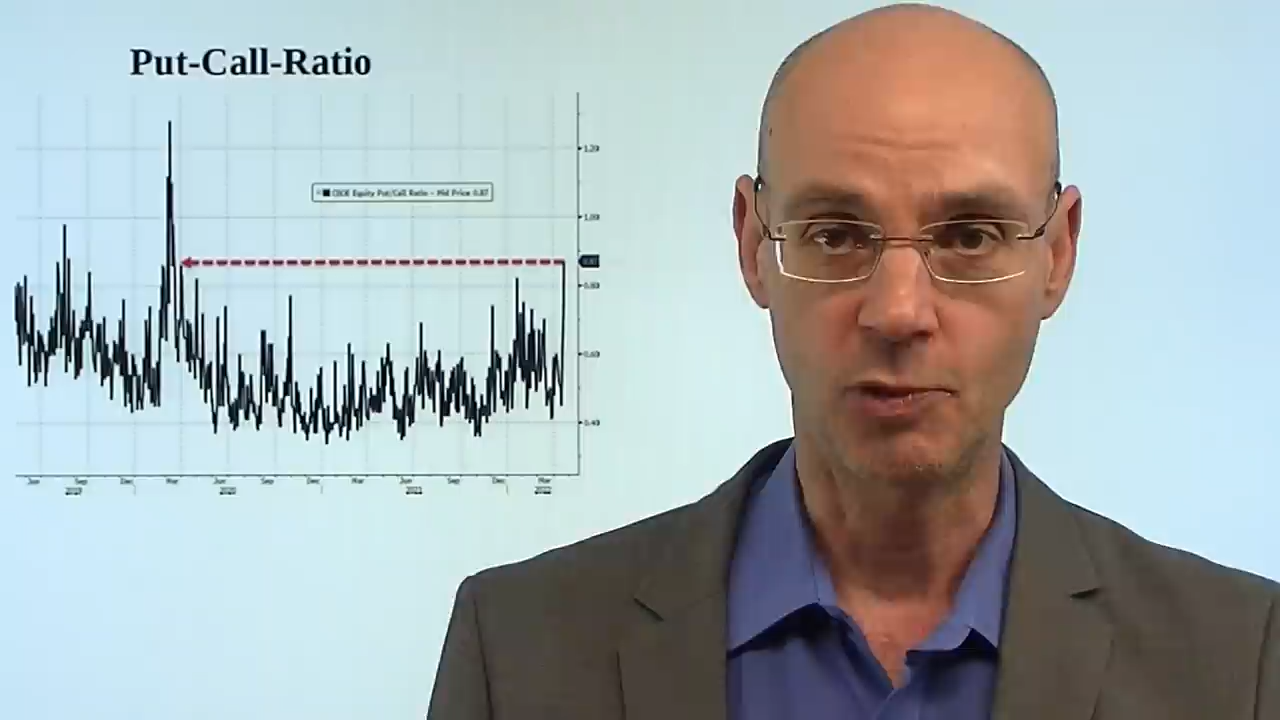 Put-Call-Ratio
1.20
CBOE Equity Put/Call Ratio - Mid Price 0.87
1.00
0.87
0.80
0.60
0.40
Jun Sep Dec Mar Jun Sep Dec Mar Jun Sep Dec Mar
2019 2020 2021 2022